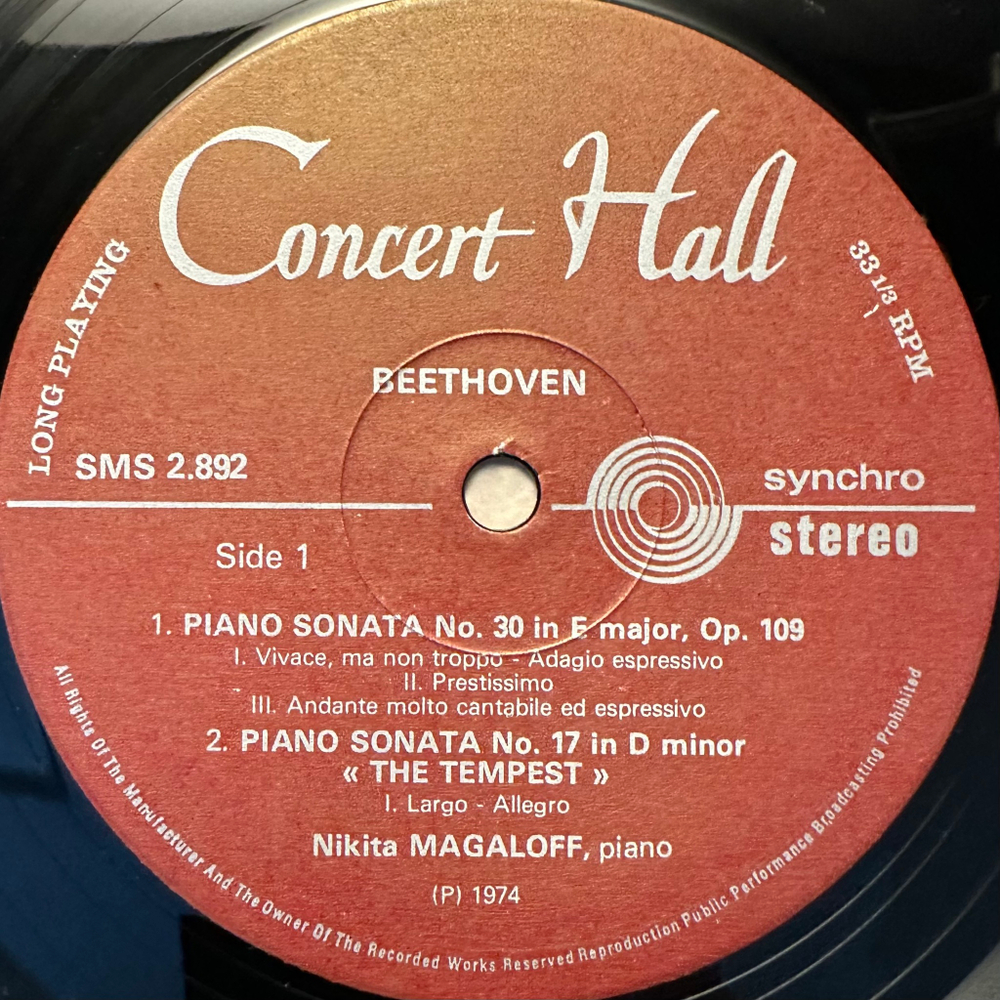 Concert Hall
LONG PLAYING
33 1/3 RPM
BEETHOVEN
SMS 2.892
synchro
stereo
Side 1
1. PIANO SONATA No. 30 in E major, Op. 109
I. Vivace, ma non troppo - Adagio espressivo
II. Prestissimo
III. Andante molto cantabile ed espressivo
2. PIANO SONATA No. 17 in D minor
« THE TEMPEST »
I. Largo - Allegro
Nikita MAGALOFF, piano
(P) 1974
All Rights Of The Manufacturer And The Owner Of The Recorded Works Reserved Reproduction Public Performance Broadcasting Prohibited